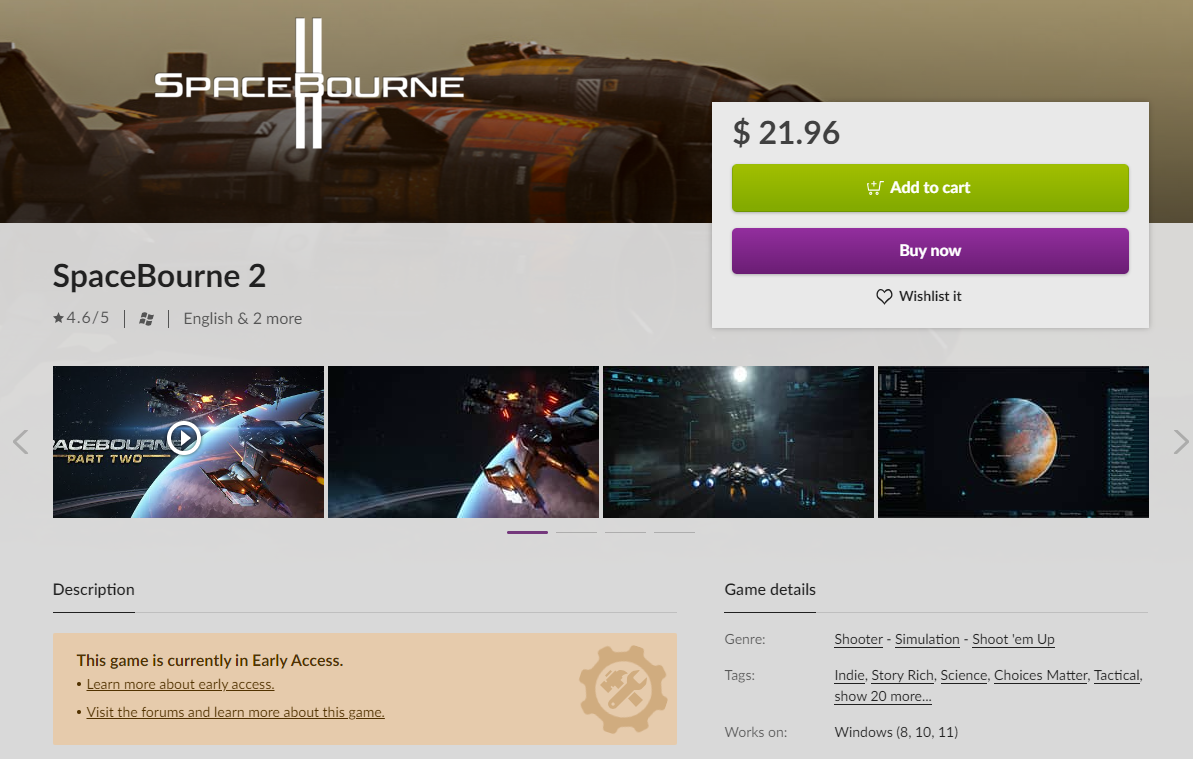 SPACEBOURNE
$ 21.96
Add to cart
Buy now
Wishlist it
SpaceBourne 2
4.6/5
English & 2 more
ACEBOURN
PART TWO
Description
This game is currently in Early Access.
• Learn more about early access.
• Visit the forums and learn more about this game.
Game details
Genre: Shooter - Simulation - Shoot 'em Up
Tags: Indie, Story Rich, Science, Choices Matter, Tactical,
show 20 more...
Works on: Windows (8, 10, 11)